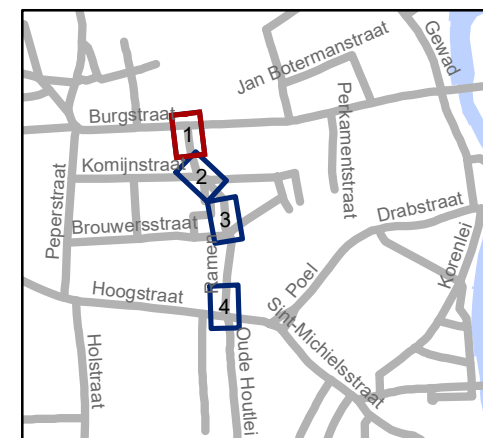 Jan Botermanstraat
Gewad
Burgstraat
1
Perkamentstraat
Komijnstraat
2
Peperstraat
Brouwersstraat
3
Ramen
Drabstraat
Korenlei
Poel
Hoogstraat
4
Sint-Michielsstraat
Holstraat
Oude Houtlei